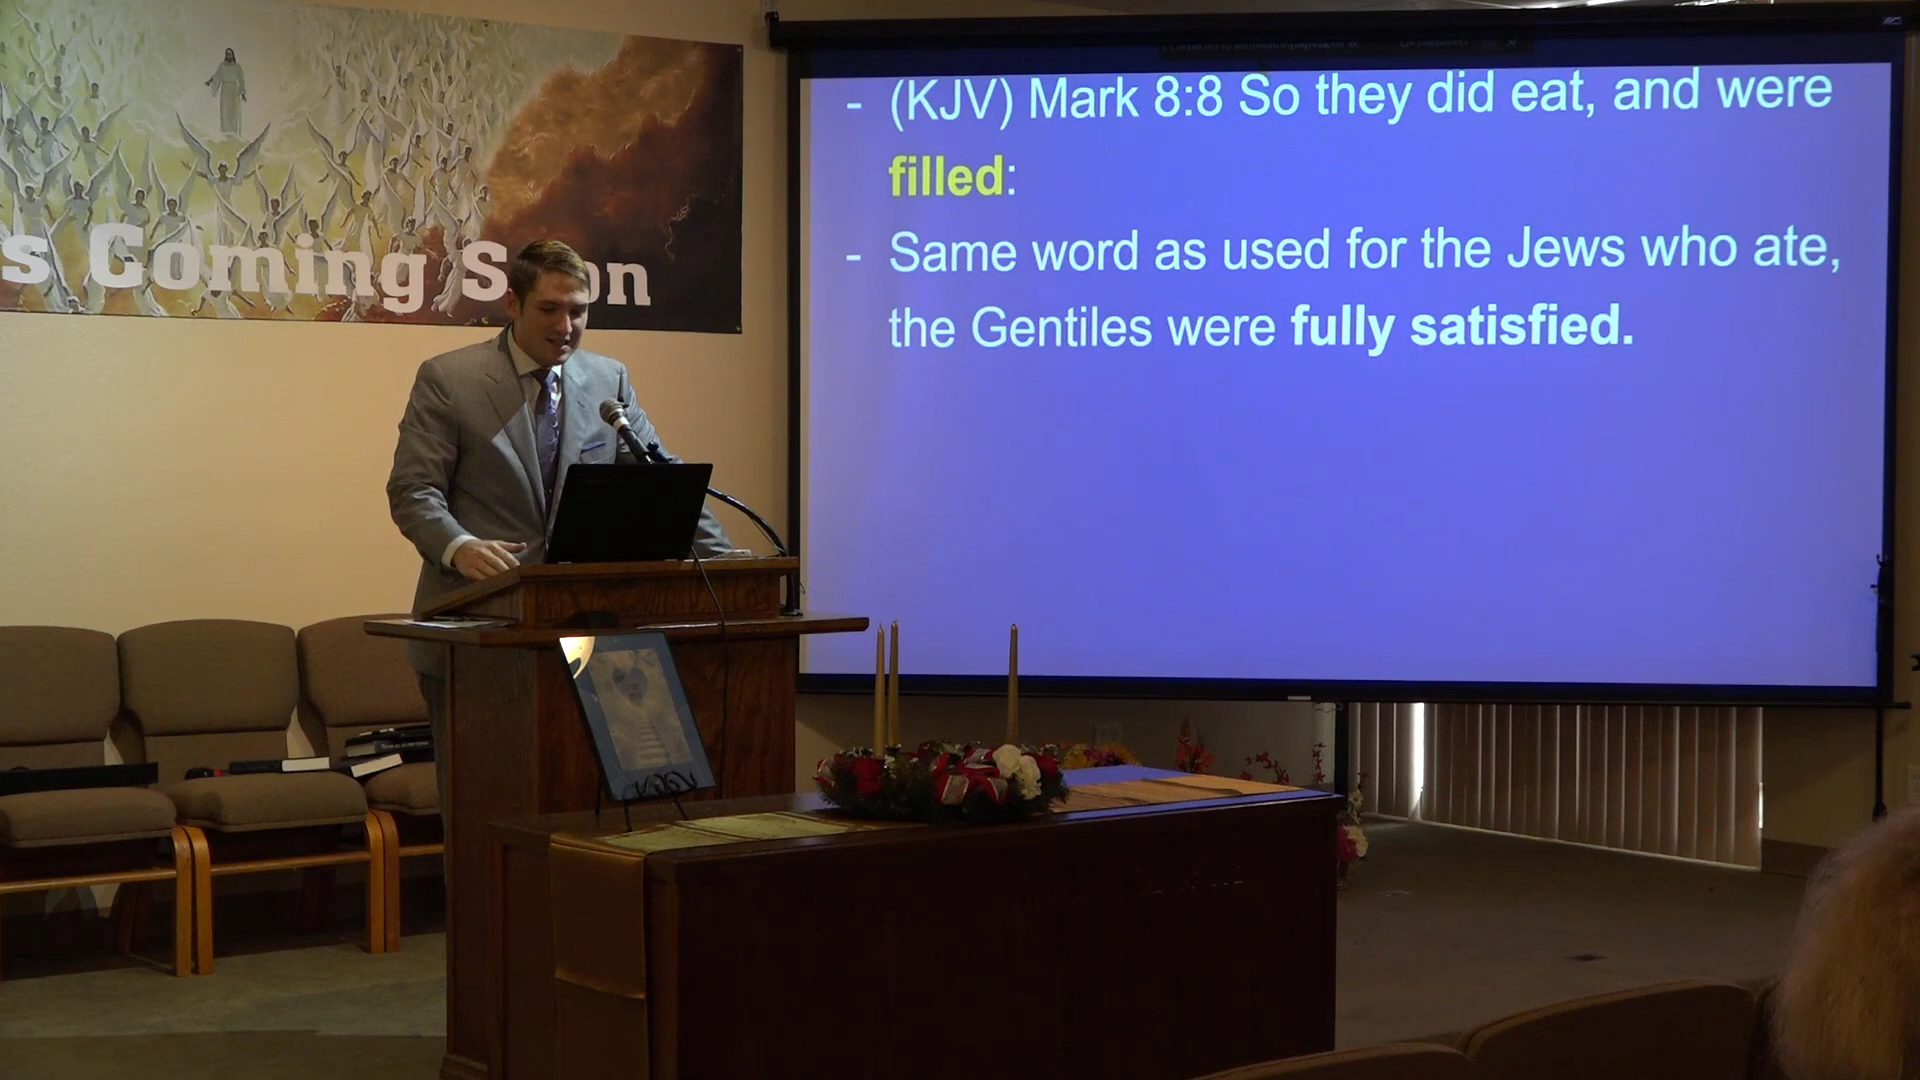 s Coming Soon
- (KJV) Mark 8:8 So they did eat, and were
filled:
- Same word as used for the Jews who ate,
the Gentiles were fully satisfied.